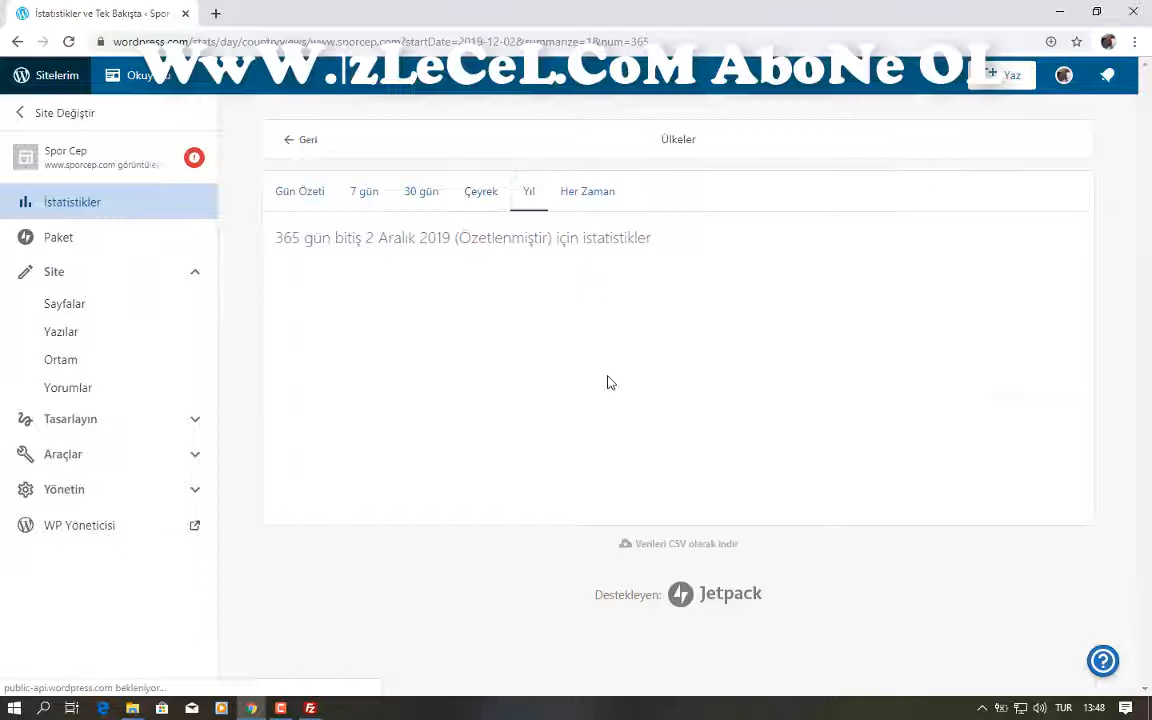 İstatistikler ve Tek Bakışta ‹ Spor
wordpress.com/stats/day/countryviews/www.sporcep.com?startDate=2019-12-02&summarize=1&num=365
WwW.İzLeCeL.CoM AboNe OL
Sitelerim
Yaz
Site Değiştir
Spor Cep
www.sporcep.com görüntüle
Geri
Ülkeler
Gün Özeti 7 gün 30 gün Çeyrek Yıl Her Zaman
365 gün bitiş 2 Aralık 2019 (Özetlenmiştir) için istatistikler
İstatistikler
Paket
Site
Sayfalar
Yazılar
Ortam
Yorumlar
Tasarlayın
Araçlar
Yönetin
WP Yöneticisi
Verileri CSV olarak indir
Destekleyen: Jetpack
public-api.wordpress.com bekleniyor...
TUR 13:48